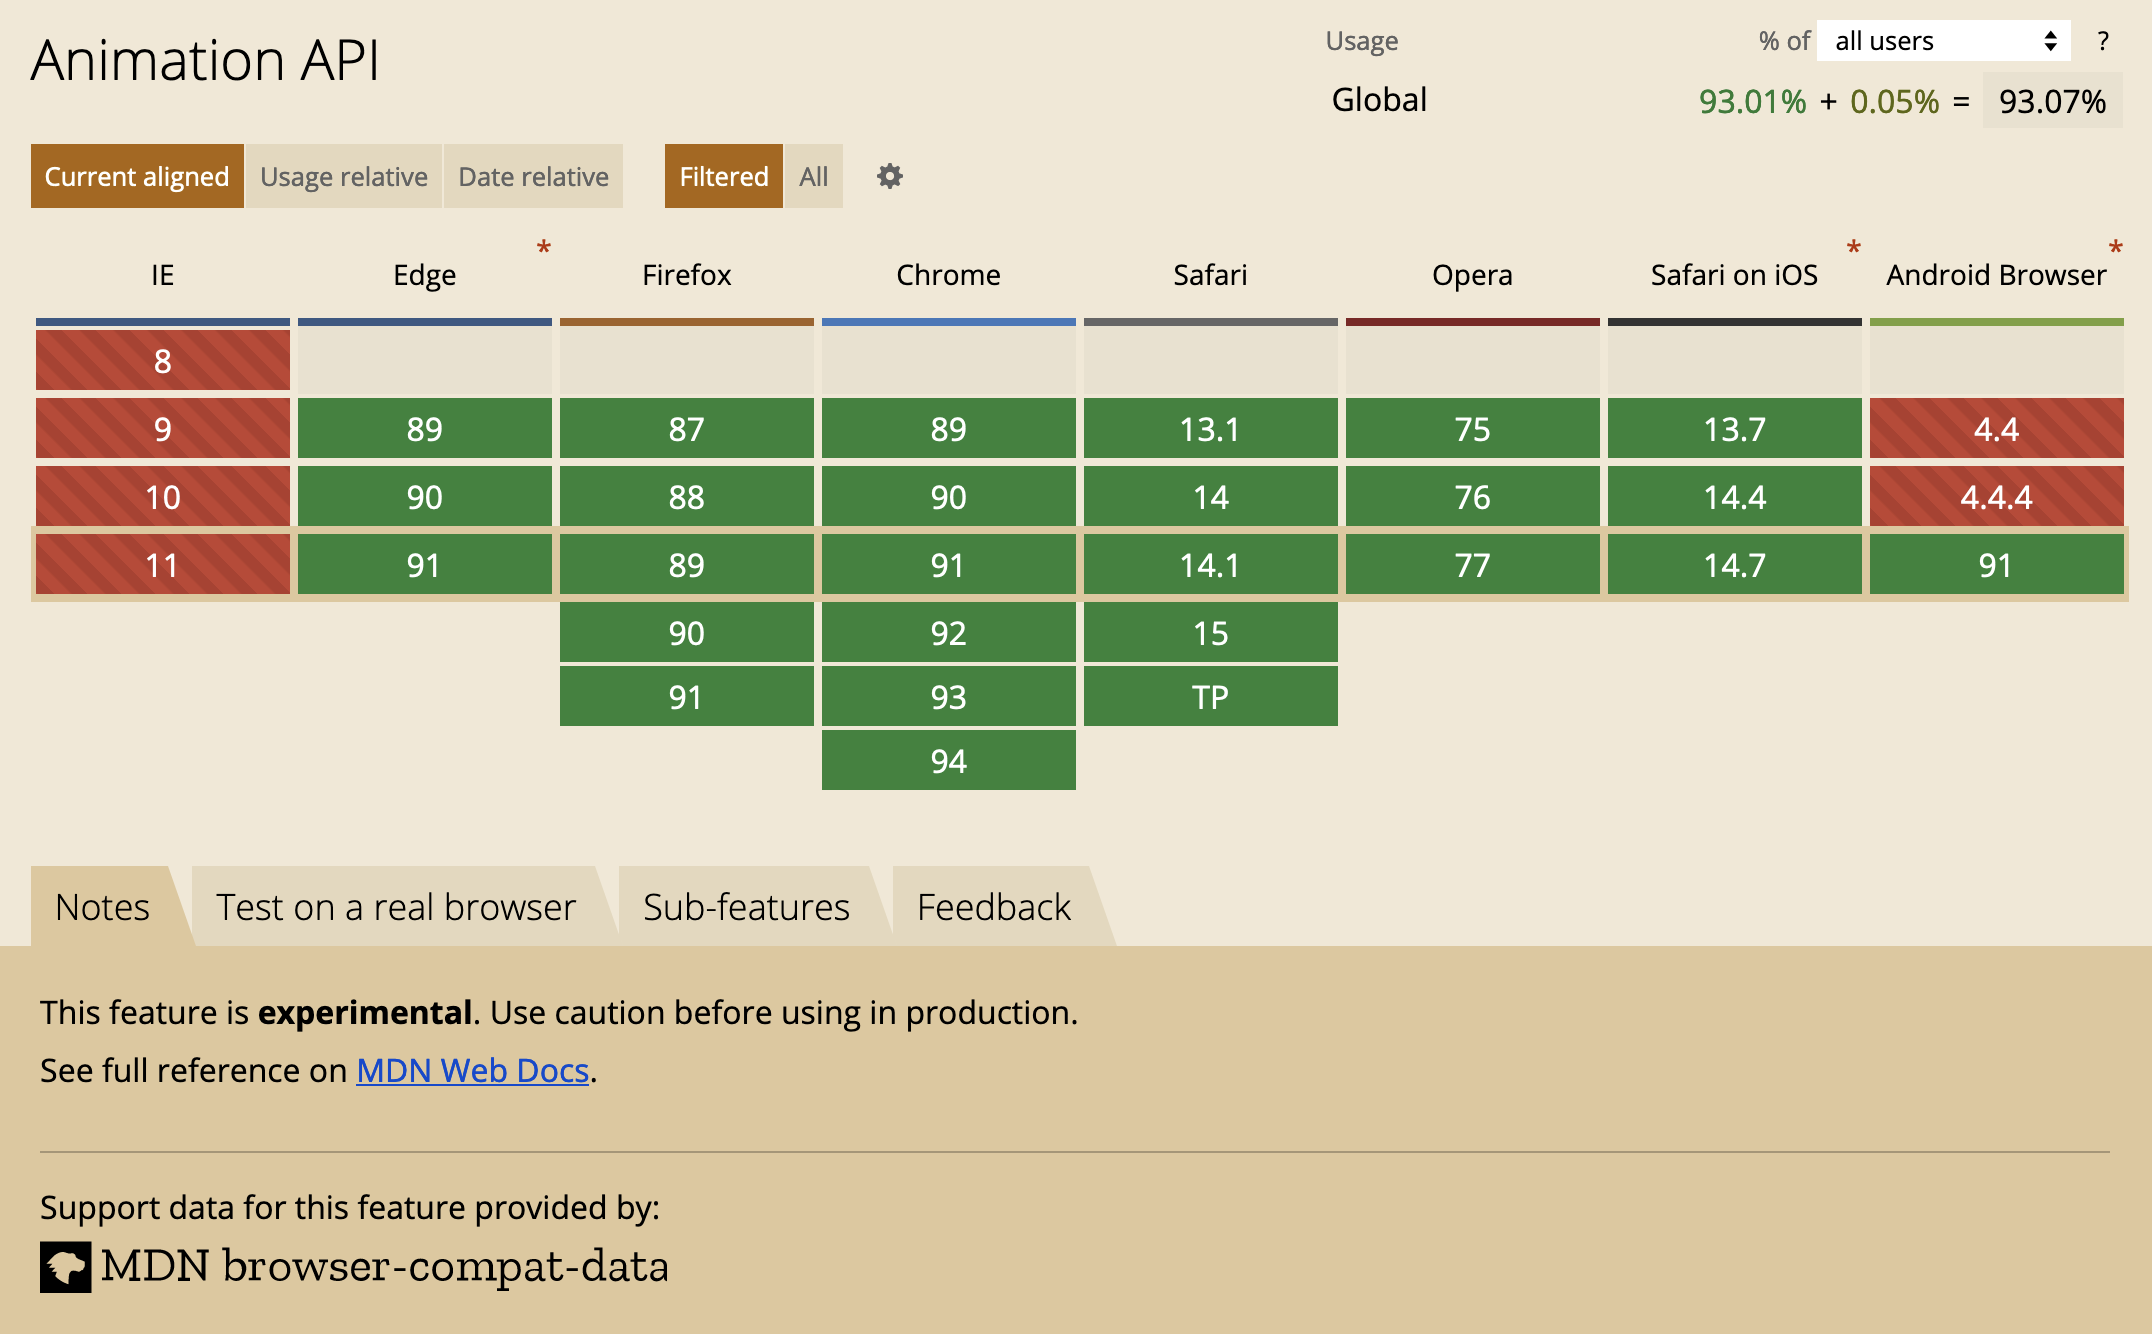 Animation API
Usage % of all users ?
Global 93.01% + 0.05% = 93.07%
Current aligned Usage relative Date relative Filtered All
* * *
IE Edge Firefox Chrome Safari Opera Safari on iOS Android Browser
8
9 89 87 89 13.1 75 13.7 4.4
10 90 88 90 14 76 14.4 4.4.4
11 91 89 91 14.1 77 14.7 91
90 92 15
91 93 TP
94
Notes Test on a real browser Sub-features Feedback
This feature is experimental. Use caution before using in production.
See full reference on MDN Web Docs.
Support data for this feature provided by:
MDN browser-compat-data